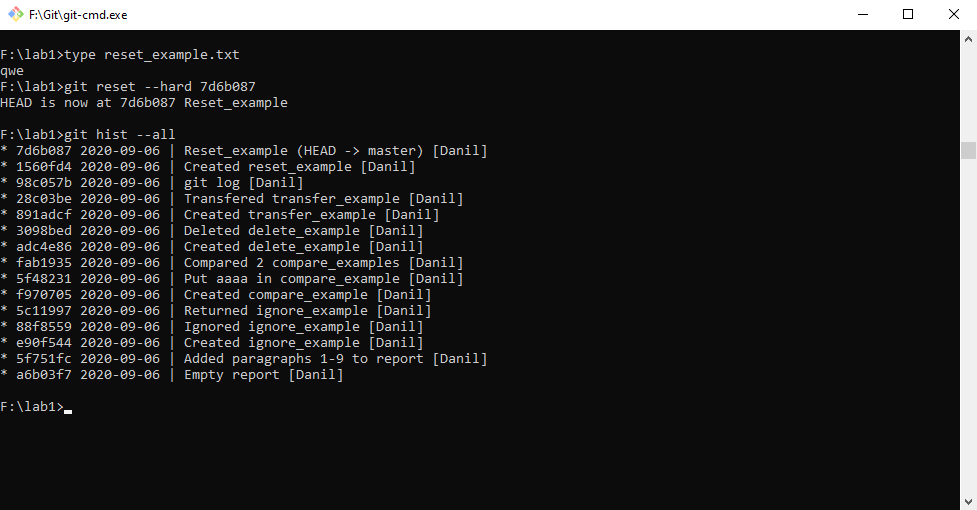 F:\Git\git-cmd.exe
F:\lab1>type reset_example.txt
qwe
F:\lab1>git reset --hard 7d6b087
HEAD is now at 7d6b087 Reset_example
F:\lab1>git hist --all
* 7d6b087 2020-09-06 | Reset_example (HEAD -> master) [Danil]
* 1560fd4 2020-09-06 | Created reset_example [Danil]
* 98c057b 2020-09-06 | git log [Danil]
* 28c03be 2020-09-06 | Transfered transfer_example [Danil]
* 891adcf 2020-09-06 | Created transfer_example [Danil]
* 3098bed 2020-09-06 | Deleted delete_example [Danil]
* adc4e86 2020-09-06 | Created delete_example [Danil]
* fab1935 2020-09-06 | Compared 2 compare_examples [Danil]
* 5f48231 2020-09-06 | Put aaaa in compare_example [Danil]
* f970705 2020-09-06 | Created compare_example [Danil]
* 5c11997 2020-09-06 | Returned ignore_example [Danil]
* 88f8559 2020-09-06 | Ignored ignore_example [Danil]
* e90f544 2020-09-06 | Created ignore_example [Danil]
* 5f751fc 2020-09-06 | Added paragraphs 1-9 to report [Danil]
* a6b03f7 2020-09-06 | Empty report [Danil]
F:\lab1>